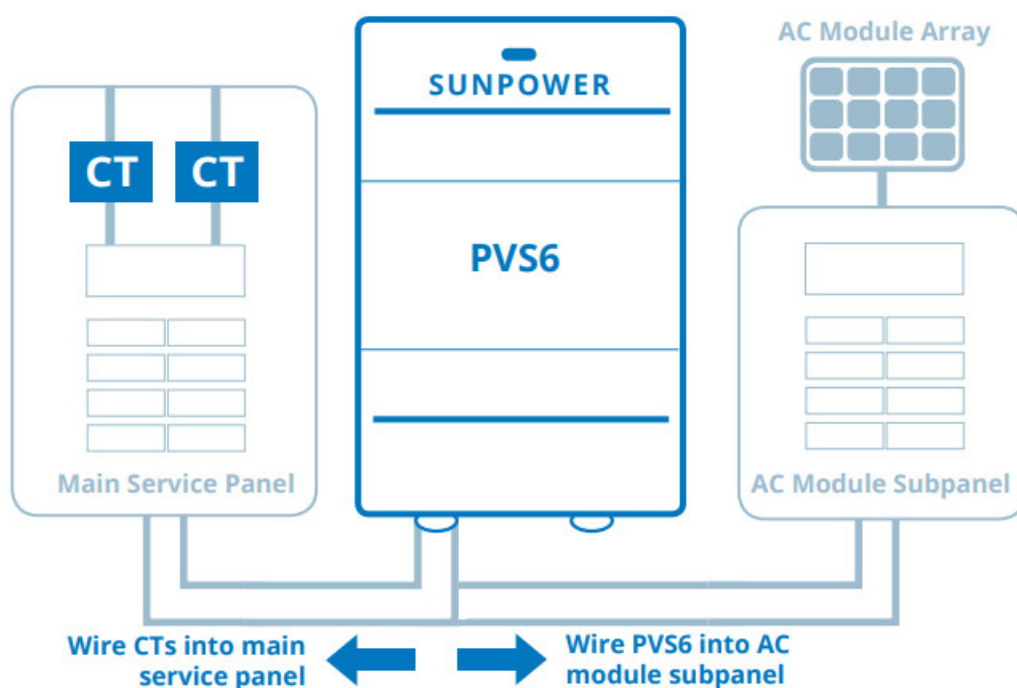 AC Module Array
SUNPOWER
CT CT
PVS6
Main Service Panel
AC Module Subpanel
Wire CTs into main
service panel
Wire PVS6 into AC
module subpanel